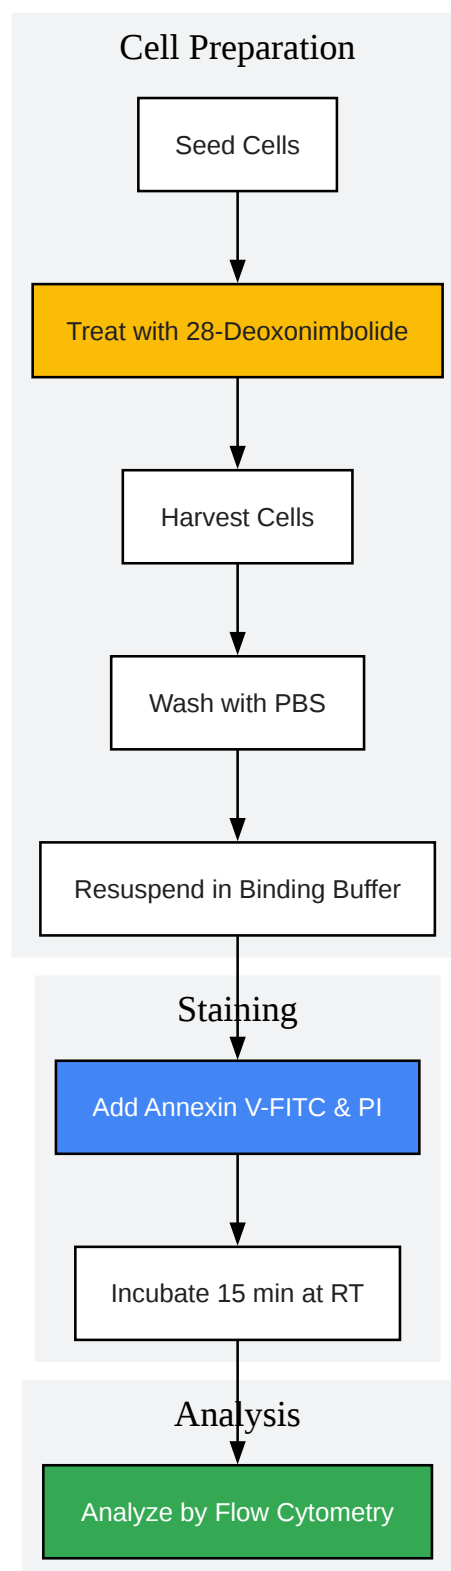 Cell Preparation
Seed Cells
Treat with 28-Deoxonimbolide
Harvest Cells
Wash with PBS
Resuspend in Binding Buffer
Staining
Add Annexin V-FITC & PI
Incubate 15 min at RT
Analysis
Analyze by Flow Cytometry